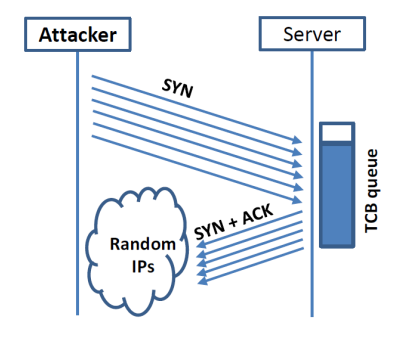 Attacker
Server
SYN
TCB queue
SYN + ACK
Random
IPs